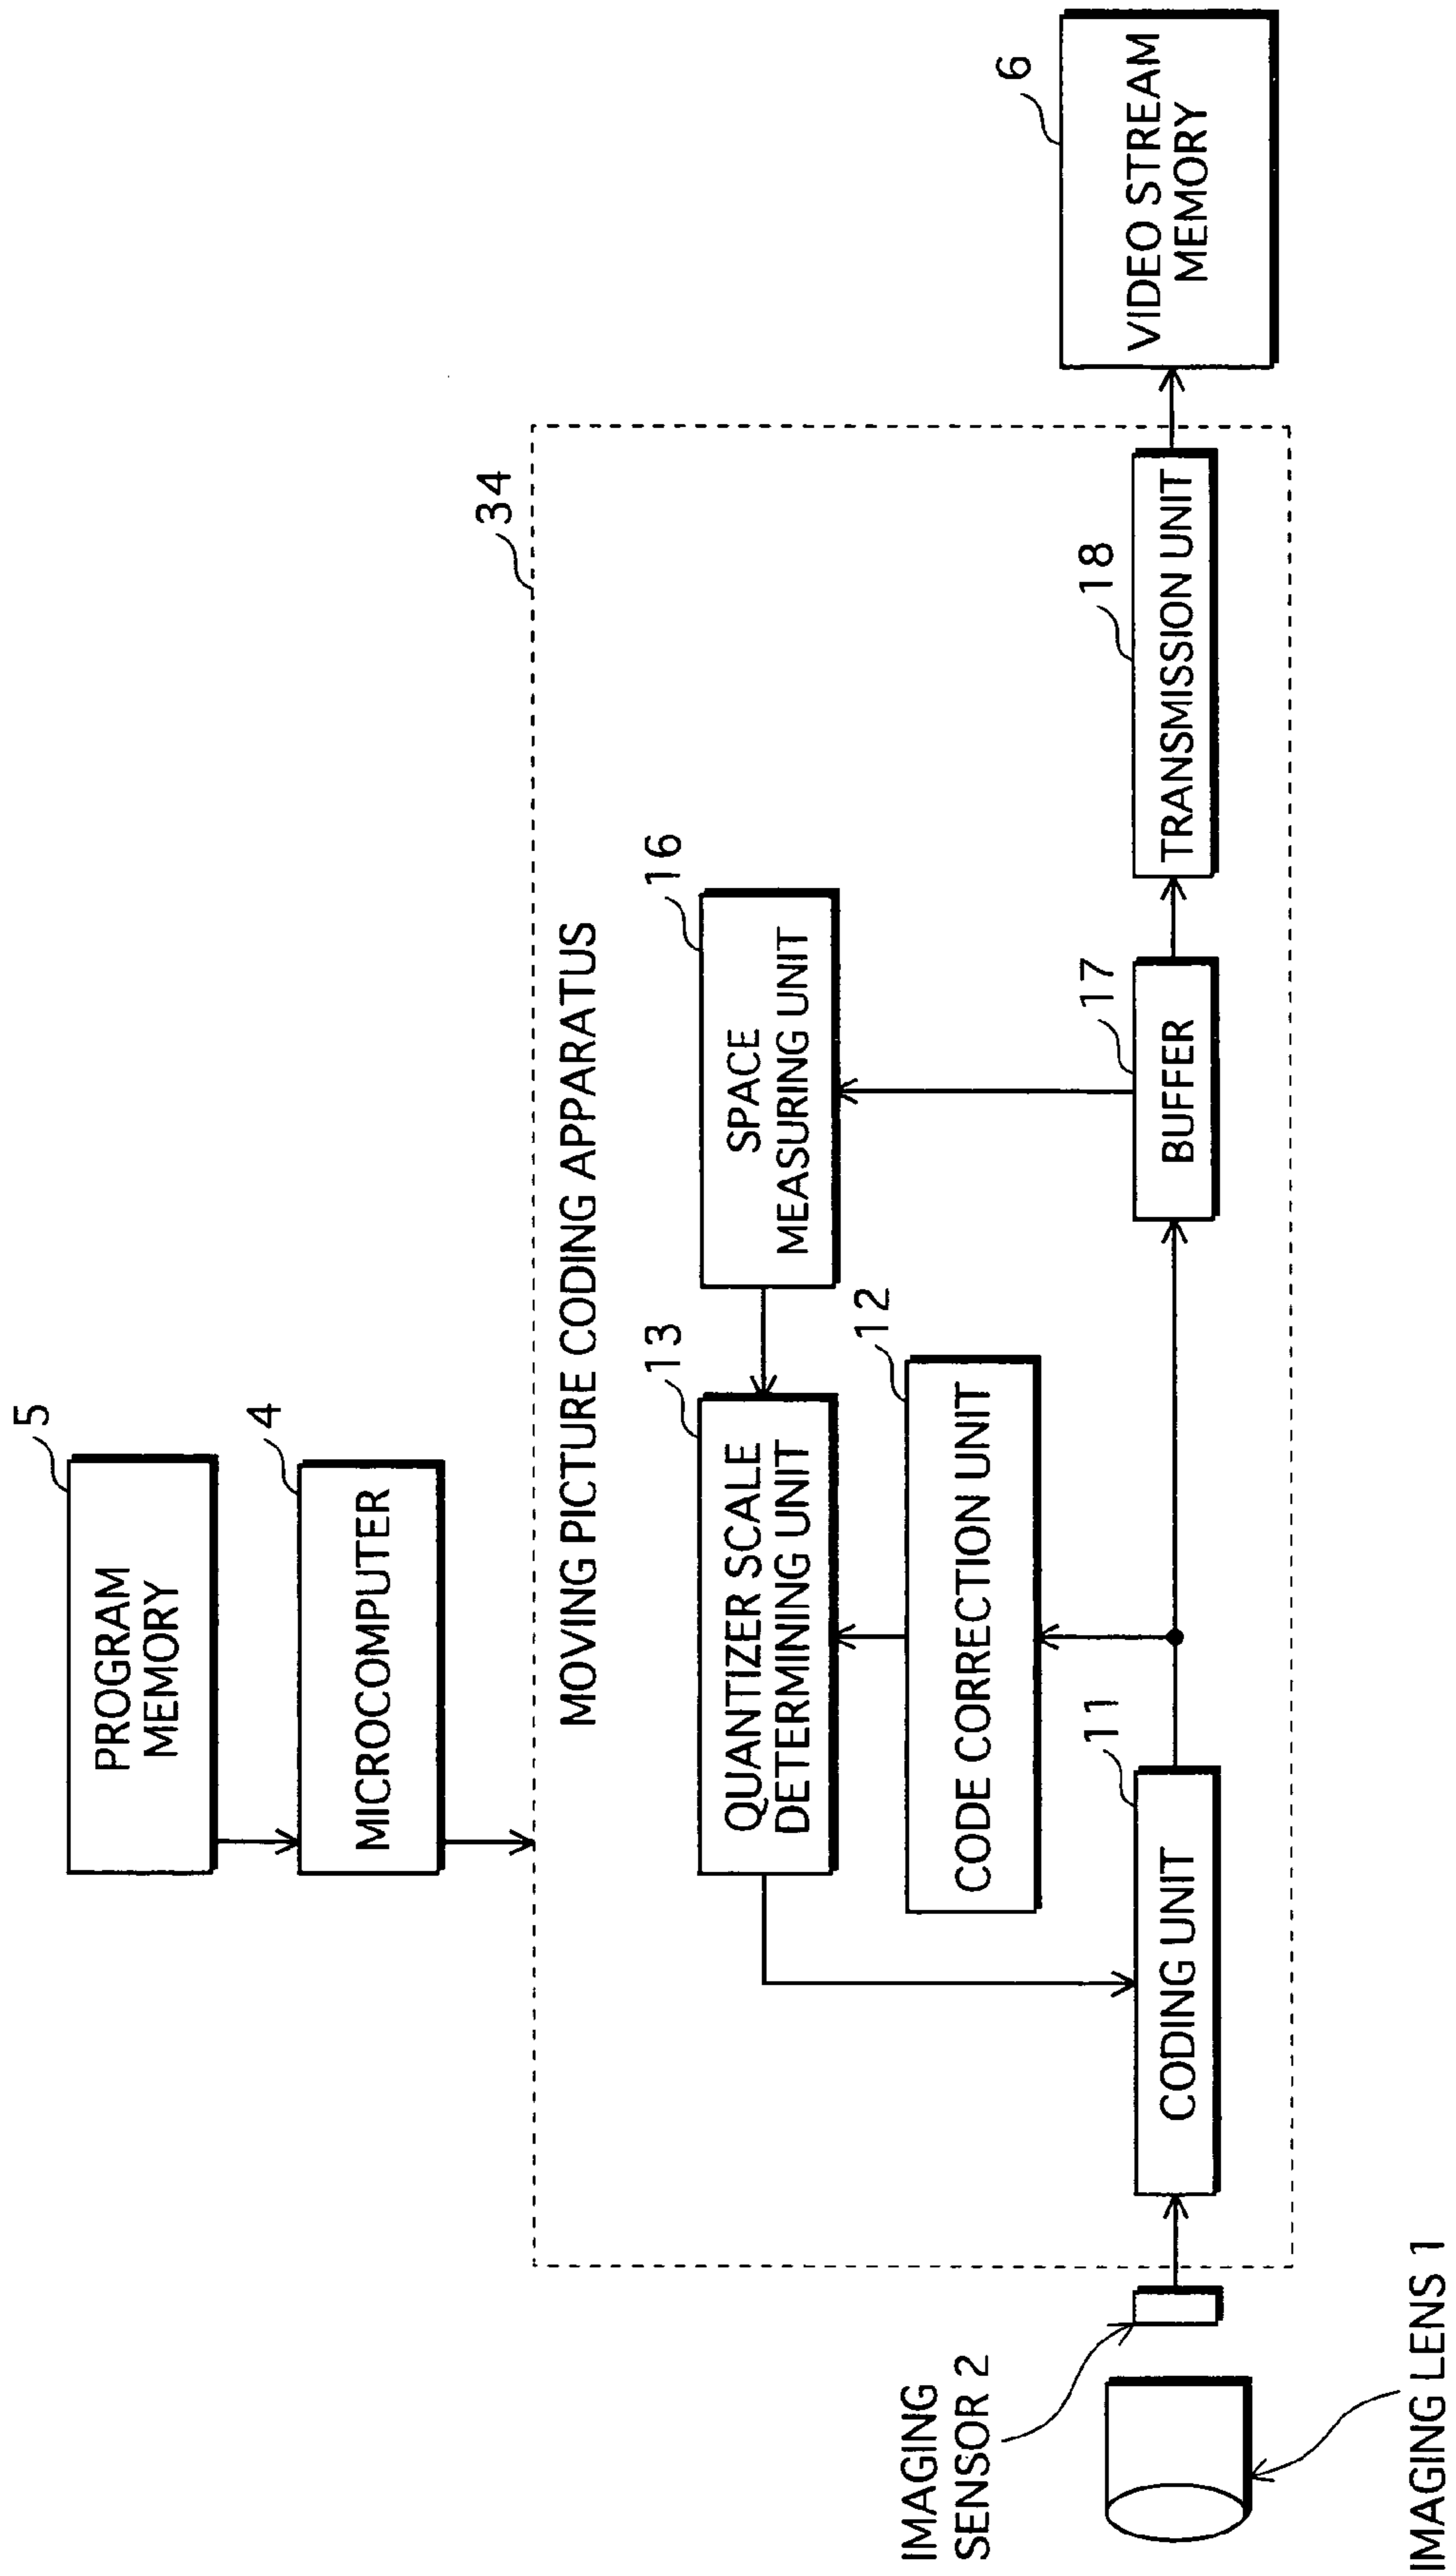 5
PROGRAM
MEMORY
4
MICROCOMPUTER
34
MOVING PICTURE CODING APPARATUS
13
QUANTIZER SCALE
DETERMINING UNIT
16
SPACE
MEASURING UNIT
12
CODE CORRECTION UNIT
IMAGING
SENSOR 2
11
CODING UNIT
17
BUFFER
18
TRANSMISSION UNIT
6
VIDEO STREAM
MEMORY
IMAGING LENS 1